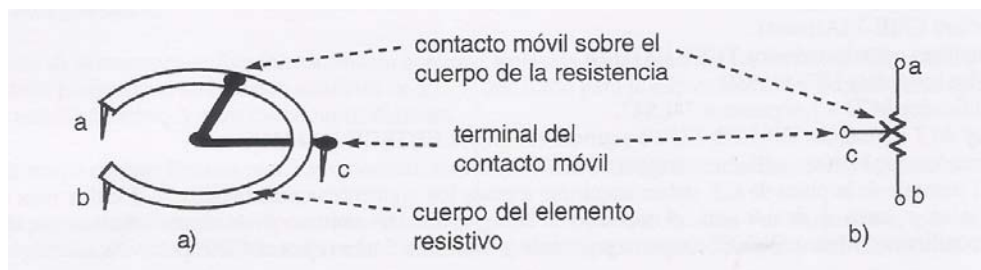 contacto móvil sobre el
cuerpo de la resistencia
a
a
terminal del
contacto móvil
c
c
b
b
cuerpo del elemento
resistivo
a)
b)